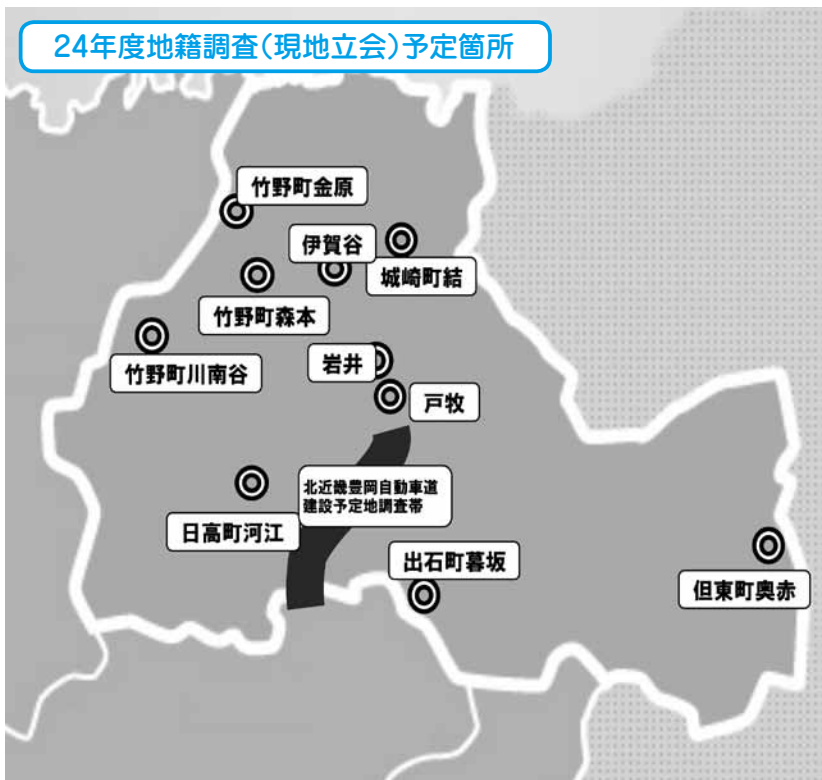 24年度地籍調査(現地立会)予定箇所
竹野町金原
伊賀谷
城崎町結
竹野町森本
竹野町川南谷
岩井
戸牧
北近畿豊岡自動車道
建設予定地調査帯
日高町河江
出石町暮坂
但東町奥赤